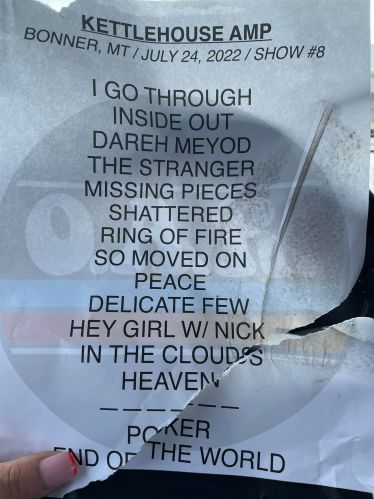 KETTLEHOUSE AMP
BONNER, MT / JULY 24, 2022 / SHOW #8
I GO THROUGH
INSIDE OUT
DAREH MEYOD
THE STRANGER
MISSING PIECES
SHATTERED
RING OF FIRE
SO MOVED ON
PEACE
DELICATE FEW
HEY GIRL W/ NICK
IN THE CLOUDS
HEAVEN
POKER
END OF THE WORLD